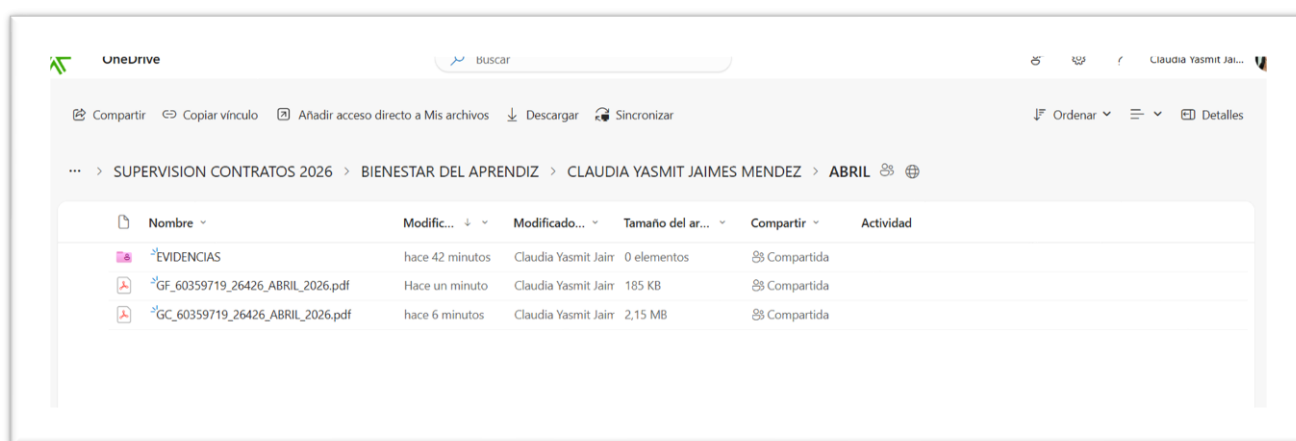 OneDrive Buscar Claudia Yasmit Jai...
Compartir Copiar vínculo Añadir acceso directo a Mis archivos Descargar Sincronizar Ordenar Detalles
... > SUPERVISION CONTRATOS 2026 > BIENESTAR DEL APRENDIZ > CLAUDIA YASMIT JAIMES MENDEZ > ABRIL
Nombre Modific... Modificado... Tamaño del ar... Compartir Actividad
EVIDENCIAS hace 42 minutos Claudia Yasmit Jaim 0 elementos Compartida
GF_60359719_26426_ABRIL_2026.pdf Hace un minuto Claudia Yasmit Jaim 185 KB Compartida
GC_60359719_26426_ABRIL_2026.pdf hace 6 minutos Claudia Yasmit Jaim 2,15 MB Compartida